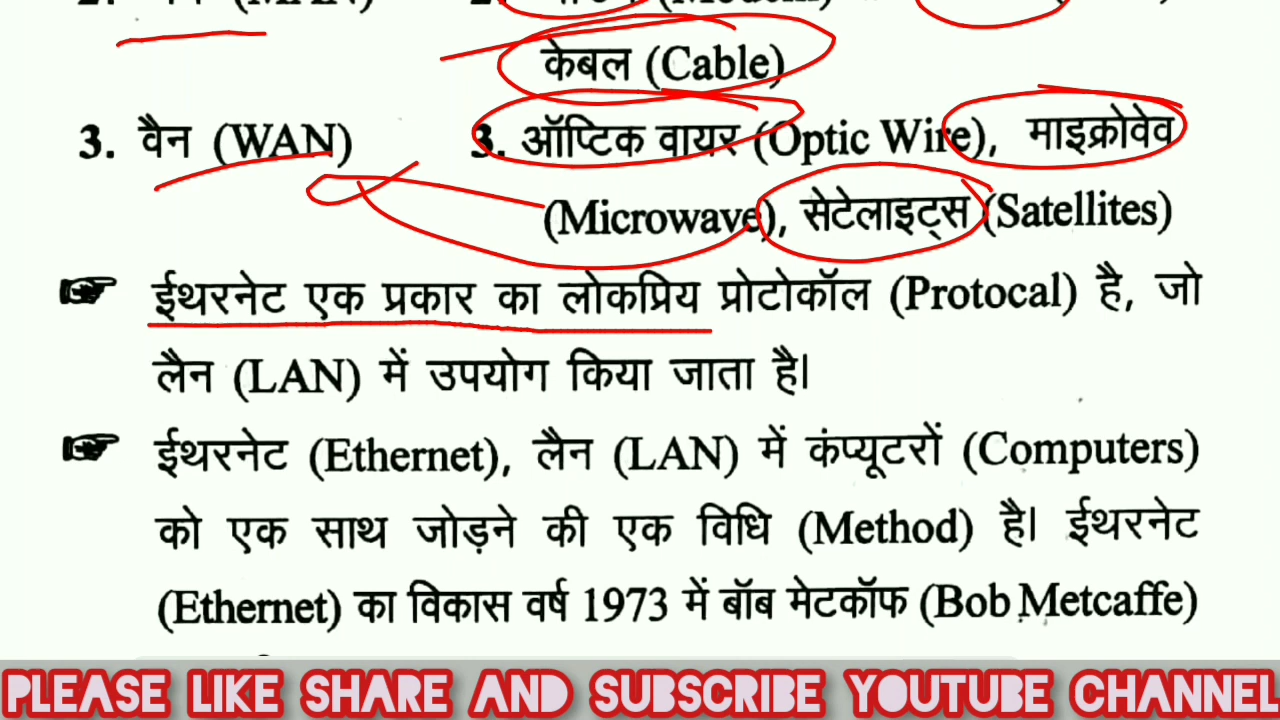 (MAN) (Modem)
केबल (Cable)
3. वैन (WAN) 3. ऑप्टिक वायर (Optic Wire), माइक्रोवेव
(Microwave), सेटेलाइट्स (Satellites)
ईथरनेट एक प्रकार का लोकप्रिय प्रोटोकॉल (Protocal) है, जो
लैन (LAN) में उपयोग किया जाता है।
ईथरनेट (Ethernet), लैन (LAN) में कंप्यूटरों (Computers)
को एक साथ जोड़ने की एक विधि (Method) है। ईथरनेट
(Ethernet) का विकास वर्ष 1973 में बॉब मेटकॉफ (Bob Metcaffe)
PLEASE LIKE SHARE AND SUBSCRIBE YOUTUBE CHANNEL